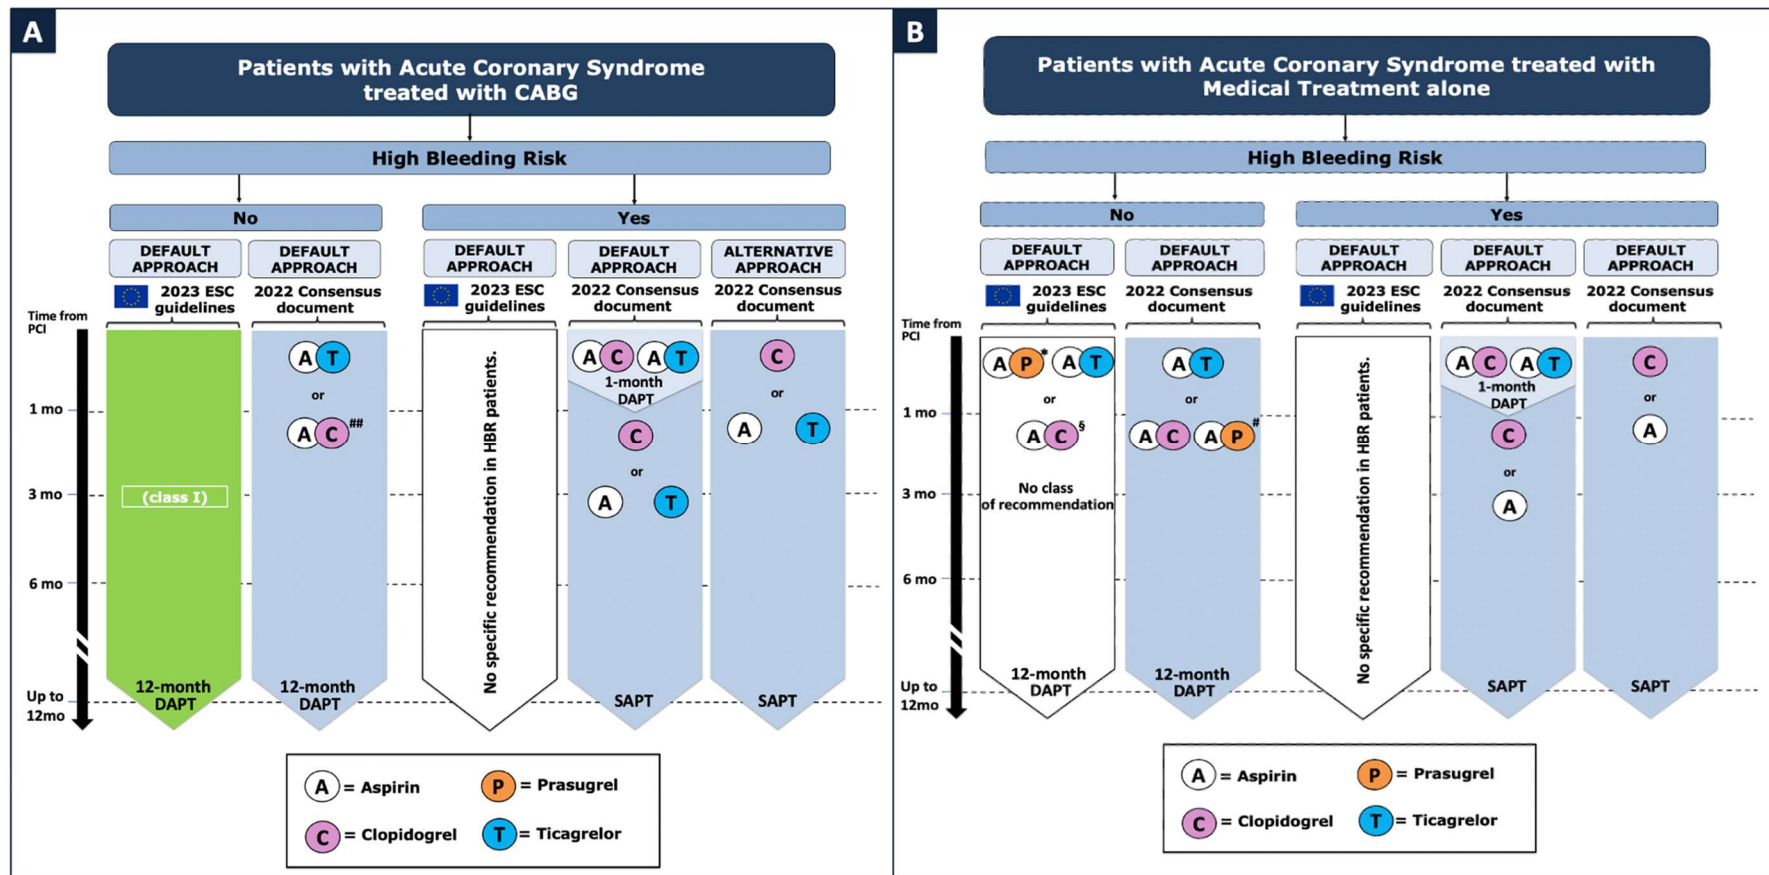 A
Patients with Acute Coronary Syndrome
treated with CABG
High Bleeding Risk
No
Yes
DEFAULT
APPROACH
DEFAULT
APPROACH
DEFAULT
APPROACH
DEFAULT
APPROACH
ALTERNATIVE
APPROACH
2023 ESC
guidelines
2022 Consensus
document
2023 ESC
guidelines
2022 Consensus
document
2022 Consensus
document
Time from
PCI
1 mo
3 mo
6 mo
Up to
12mo
(class I)
12-month
DAPT
A T
or
A C ##
12-month
DAPT
No specific recommendation in HBR patients.
A C A T
1-month
DAPT
C
or
A T
SAPT
C
or
A T
SAPT
A = Aspirin
P = Prasugrel
C = Clopidogrel
T = Ticagrelor
B
Patients with Acute Coronary Syndrome treated with
Medical Treatment alone
High Bleeding Risk
No
Yes
DEFAULT
APPROACH
DEFAULT
APPROACH
DEFAULT
APPROACH
DEFAULT
APPROACH
DEFAULT
APPROACH
2023 ESC
guidelines
2022 Consensus
document
2023 ESC
guidelines
2022 Consensus
document
2022 Consensus
document
Time from
PCI
1 mo
3 mo
6 mo
Up to
12mo
A P * A T
or
A C §
No class
of recommendation
12-month
DAPT
A T
or
A C A P #
12-month
DAPT
No specific recommendation in HBR patients.
A C A T
1-month
DAPT
C
or
A
SAPT
C
or
A
SAPT
A = Aspirin
P = Prasugrel
C = Clopidogrel
T = Ticagrelor